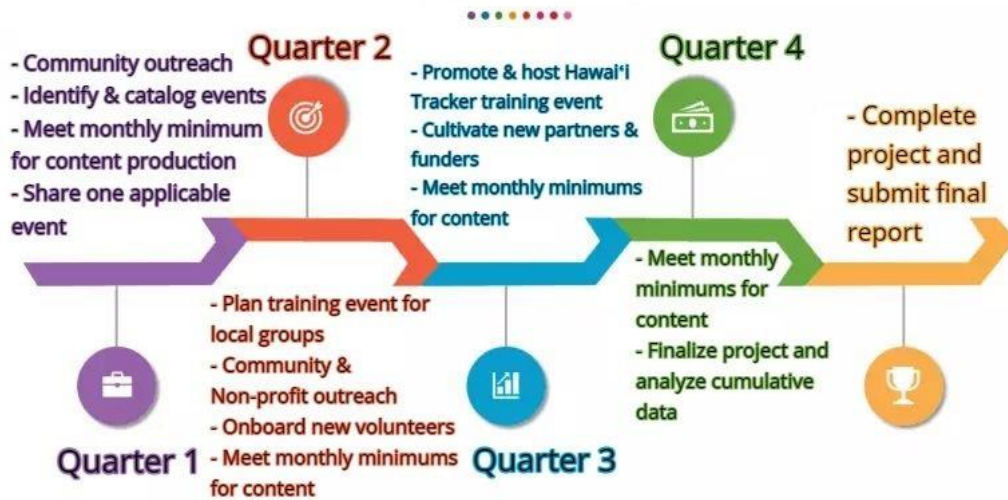 Quarter 1
- Community outreach
- Identify & catalog events
- Meet monthly minimum
for content production
- Share one applicable
event
Quarter 2
- Plan training event for
local groups
- Community &
Non-profit outreach
- Onboard new volunteers
- Meet monthly minimums
for content
Quarter 3
- Promote & host Hawaiʻi
Tracker training event
- Cultivate new partners &
funders
- Meet monthly minimums
for content
Quarter 4
- Meet monthly
minimums for
content
- Finalize project and
analyze cumulative
data
- Complete
project and
submit final
report